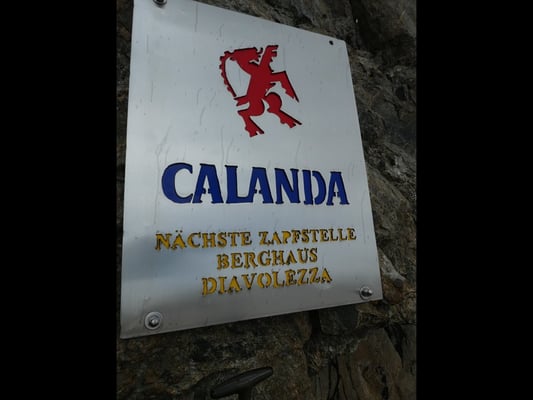 CALANDA
NÄCHSTE ZAPFSTELLE
BERGHAUS
DIAVOLEZZA